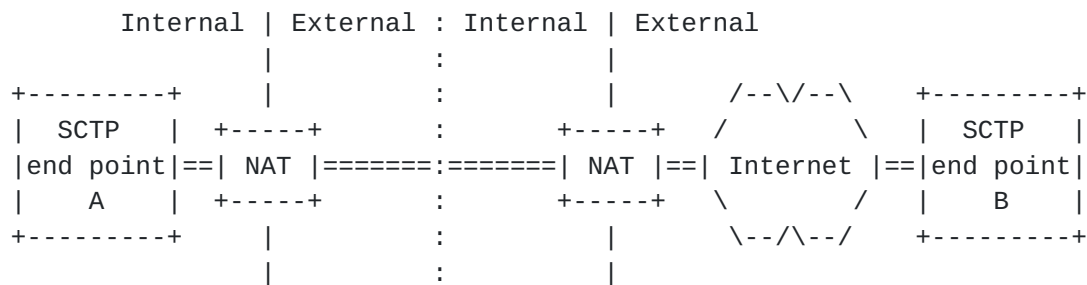 Internal | External : Internal | External
                 |          :          |
+---------+      |          :          |      /--\/--\     +---------+
|  SCTP   |  +-----+        :       +-----+  /        \    |  SCTP   |
|end point|==| NAT |=======:=======| NAT |==| Internet |==|end point|
|    A    |  +-----+        :       +-----+  \        /    |    B    |
+---------+      |          :          |      \--/\--/     +---------+
                 |          :          |